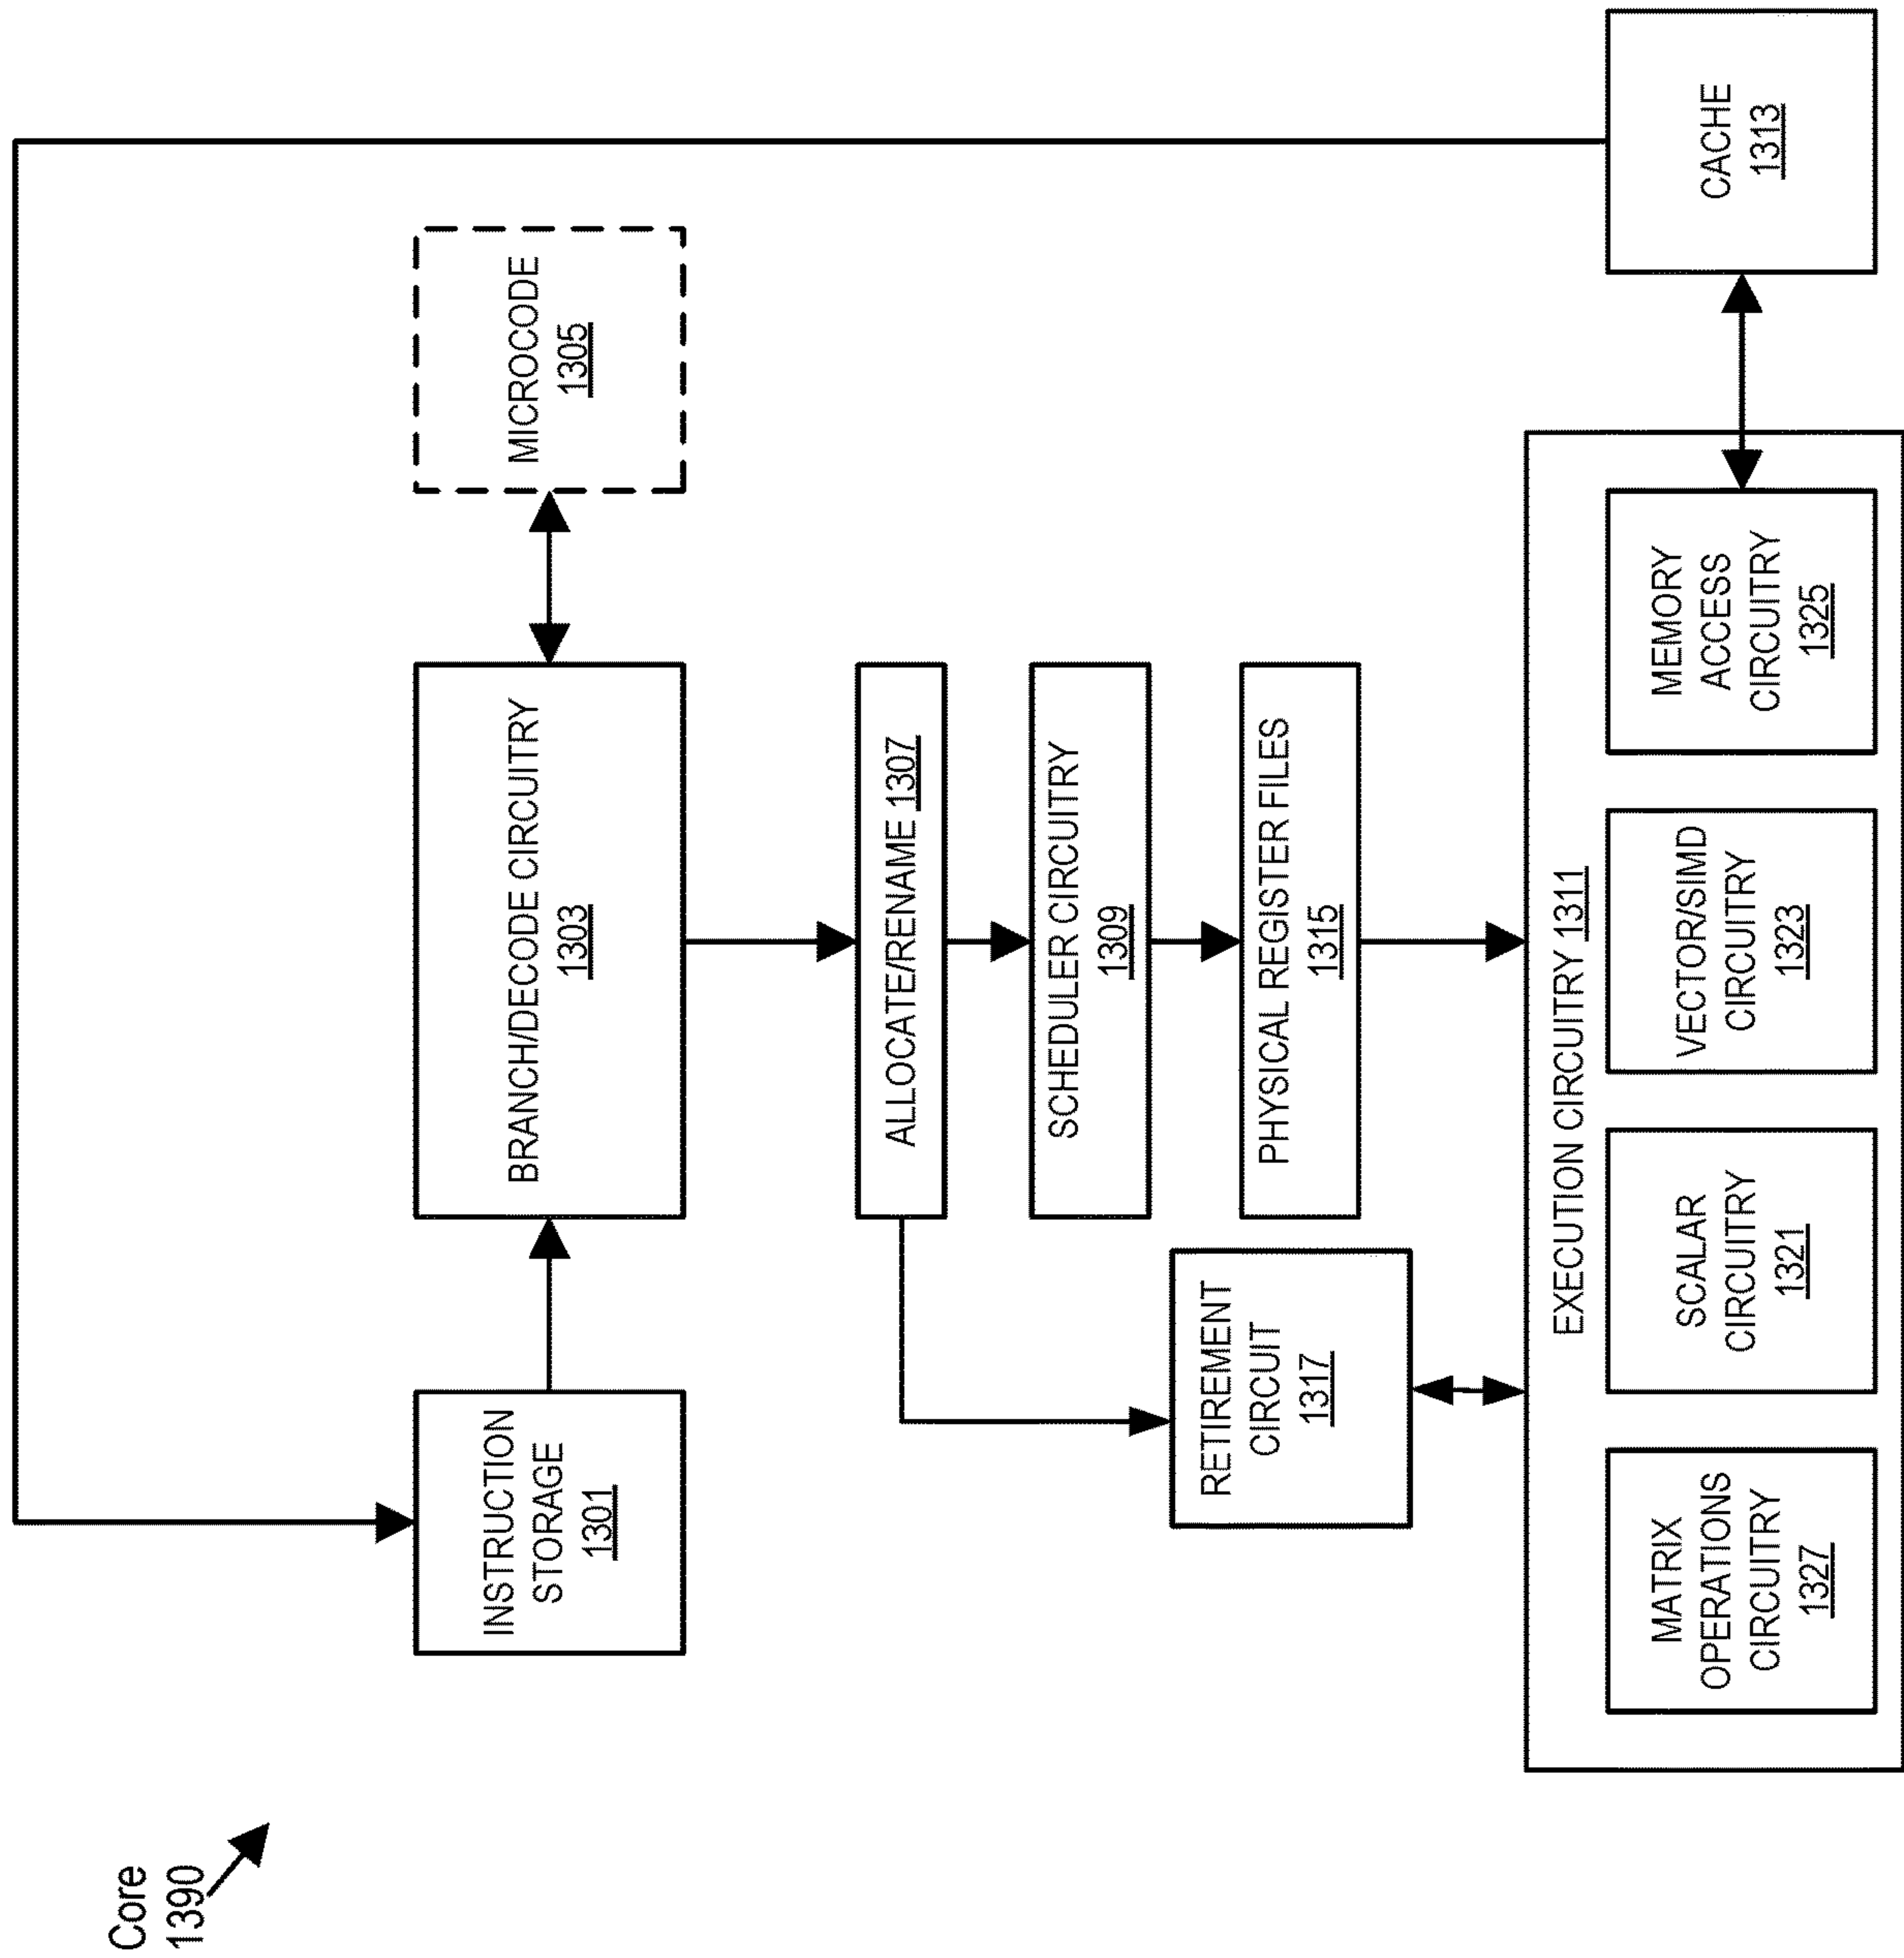 Core
1390
INSTRUCTION
STORAGE
1301
BRANCH/DECODE CIRCUITRY
1303
MICROCODE
1305
ALLOCATE/RENAME 1307
SCHEDULER CIRCUITRY
1309
PHYSICAL REGISTER FILES
1315
RETIREMENT
CIRCUIT
1317
EXECUTION CIRCUITRY 1311
MATRIX
OPERATIONS
CIRCUITRY
1327
SCALAR
CIRCUITRY
1321
VECTOR/SIMD
CIRCUITRY
1323
MEMORY
ACCESS
CIRCUITRY
1325
CACHE
1313